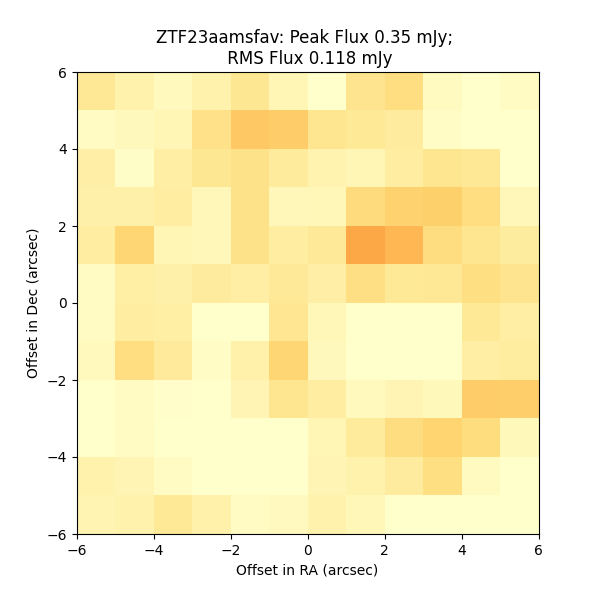 ZTF23aamsfav: Peak Flux 0.35 mJy;
RMS Flux 0.118 mJy
6
4
2
0
−2
−4
−6
Offset in Dec (arcsec)
−6 −4 −2 0 2 4 6
Offset in RA (arcsec)